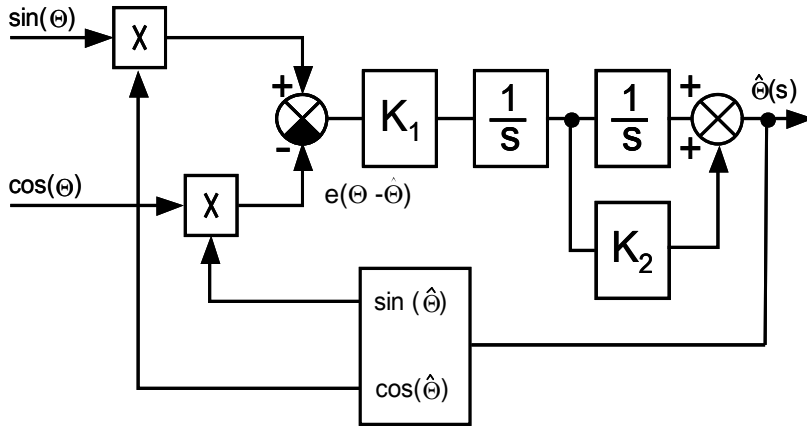 sin(Θ)
X
+
-
K₁
1/s
1/s
+
+
Θ̂(s)
cos(Θ)
X
e(Θ -Θ̂)
K₂
sin (Θ̂)
cos(Θ̂)